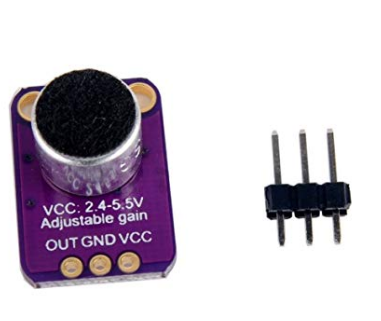 VCC: 2.4-5.5V
Adjustable gain
OUT GND VCC